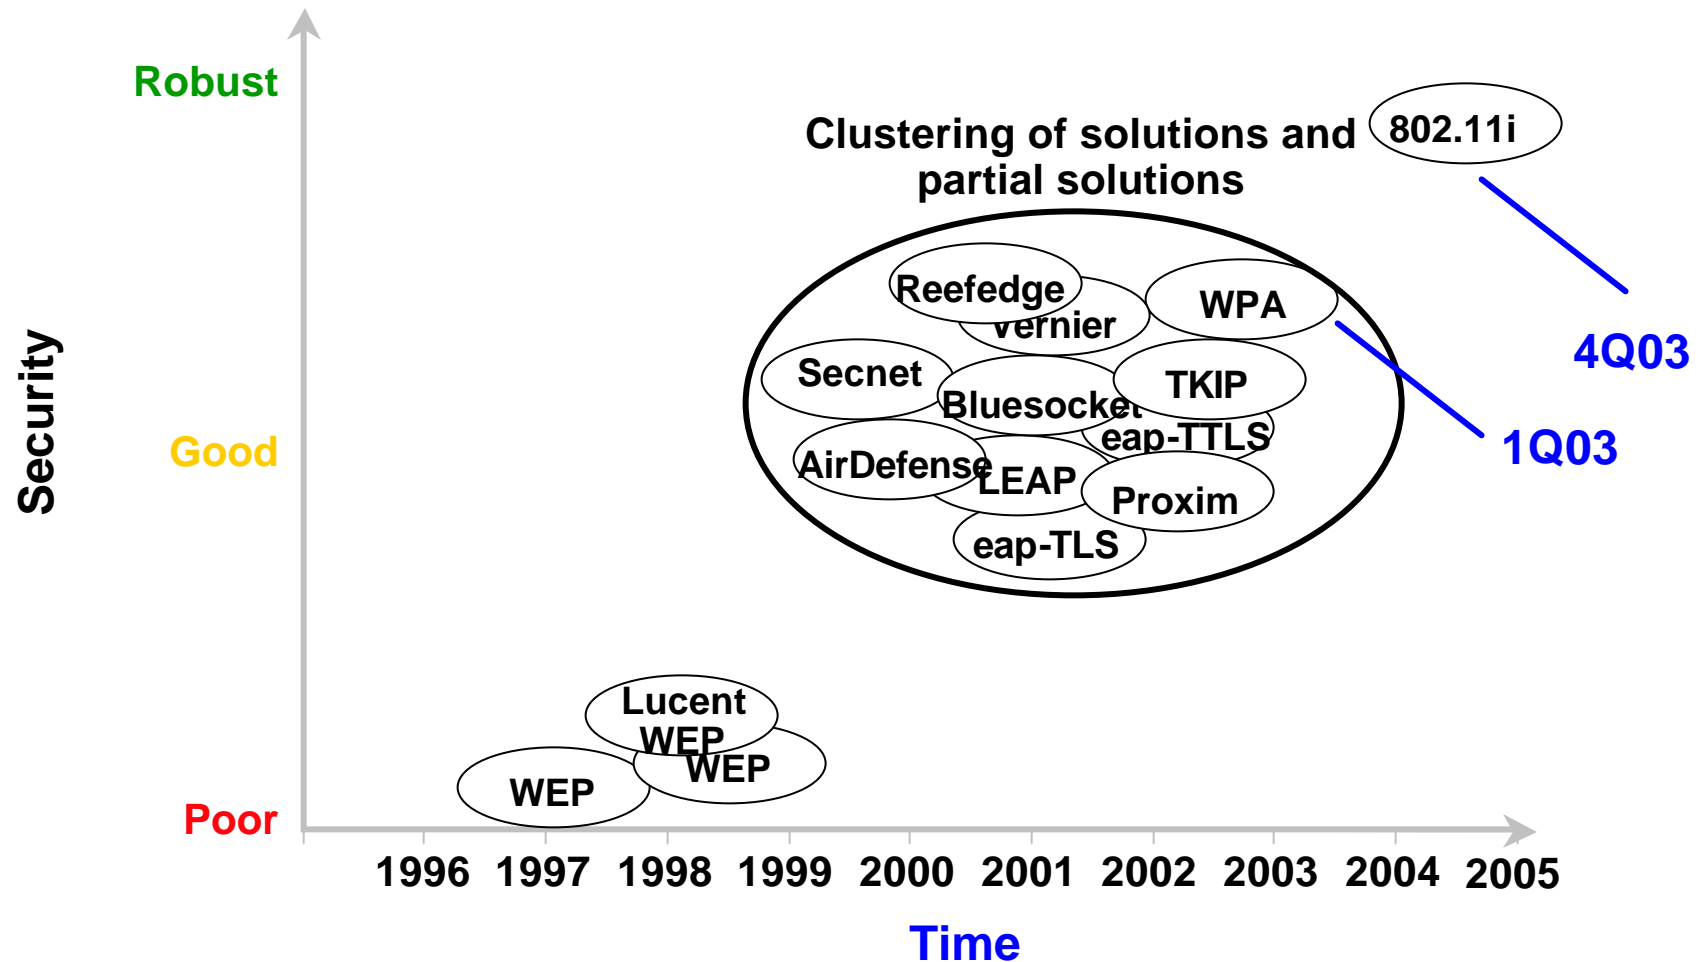 Robust
Clustering of solutions and
partial solutions
802.11i
Reefedge
Vernier
WPA
4Q03
Secnet
TKIP
Bluesocket
Security
Good
eap-TTLS
1Q03
AirDefense
LEAP
Proxim
eap-TLS
Lucent
WEP
WEP
WEP
Poor
1996 1997 1998 1999 2000 2001 2002 2003 2004 2005
Time